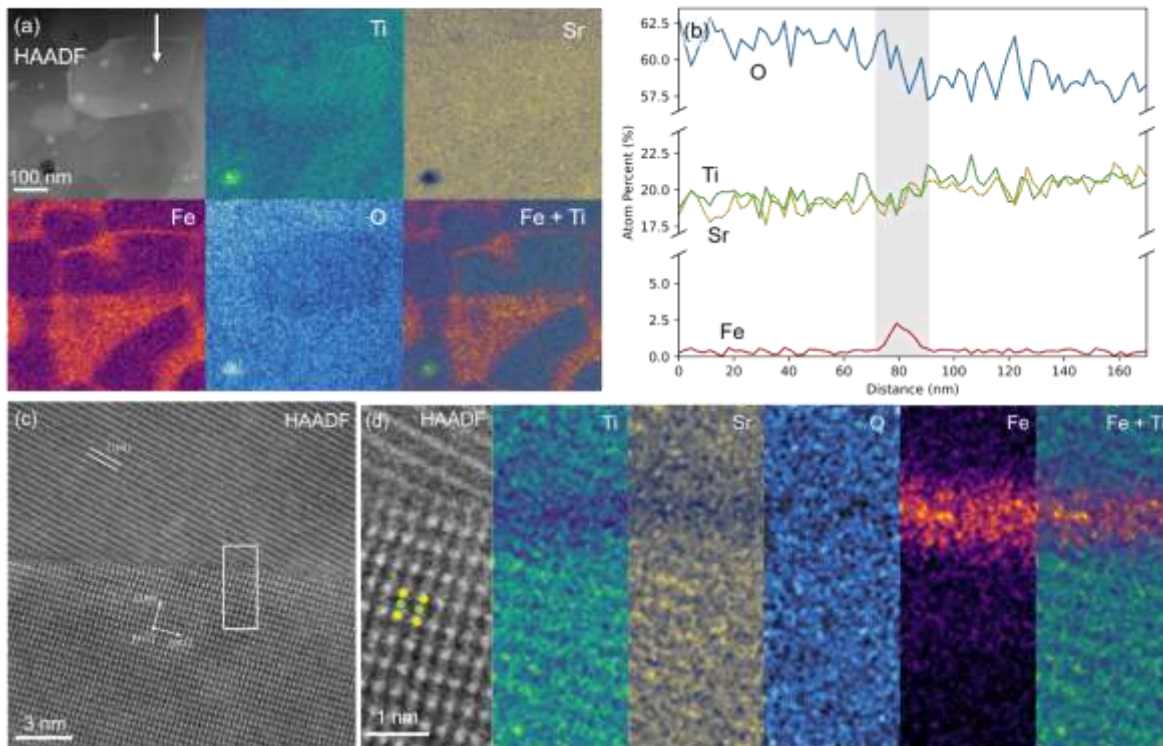 (a)
HAADF
100 nm
Ti
Sr
Fe
O
Fe + Ti
(b)
62.5
60.0
57.5
22.5
20.0
17.5
5.0
2.5
0.0
Atom Percent (%)
O
Ti
Sr
Fe
0 20 40 60 80 100 120 140 160
Distance (nm)
(c)
HAADF
3 nm
(d)
HAADF
1 nm
Ti
Sr
O
Fe
Fe + Ti